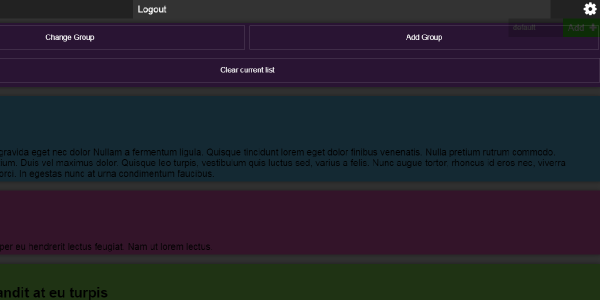 Logout
default
Add
Change Group
Add Group
Clear current list
gravida eget nec dolor Nullam a fermentum ligula. Quisque tincidunt lorem eget dolor finibus venenatis. Nulla pretium rutrum commodo.
ium. Duis vel maximus dolor. Quisque leo turpis, vestibulum quis luctus sed, varius a felis. Nunc augue tortor, rhoncus id eros nec, viverra
orci. In egestas nunc at urna condimentum faucibus.
per eu hendrerit lectus feugiat. Nam ut lorem lectus.
andit at eu turpis